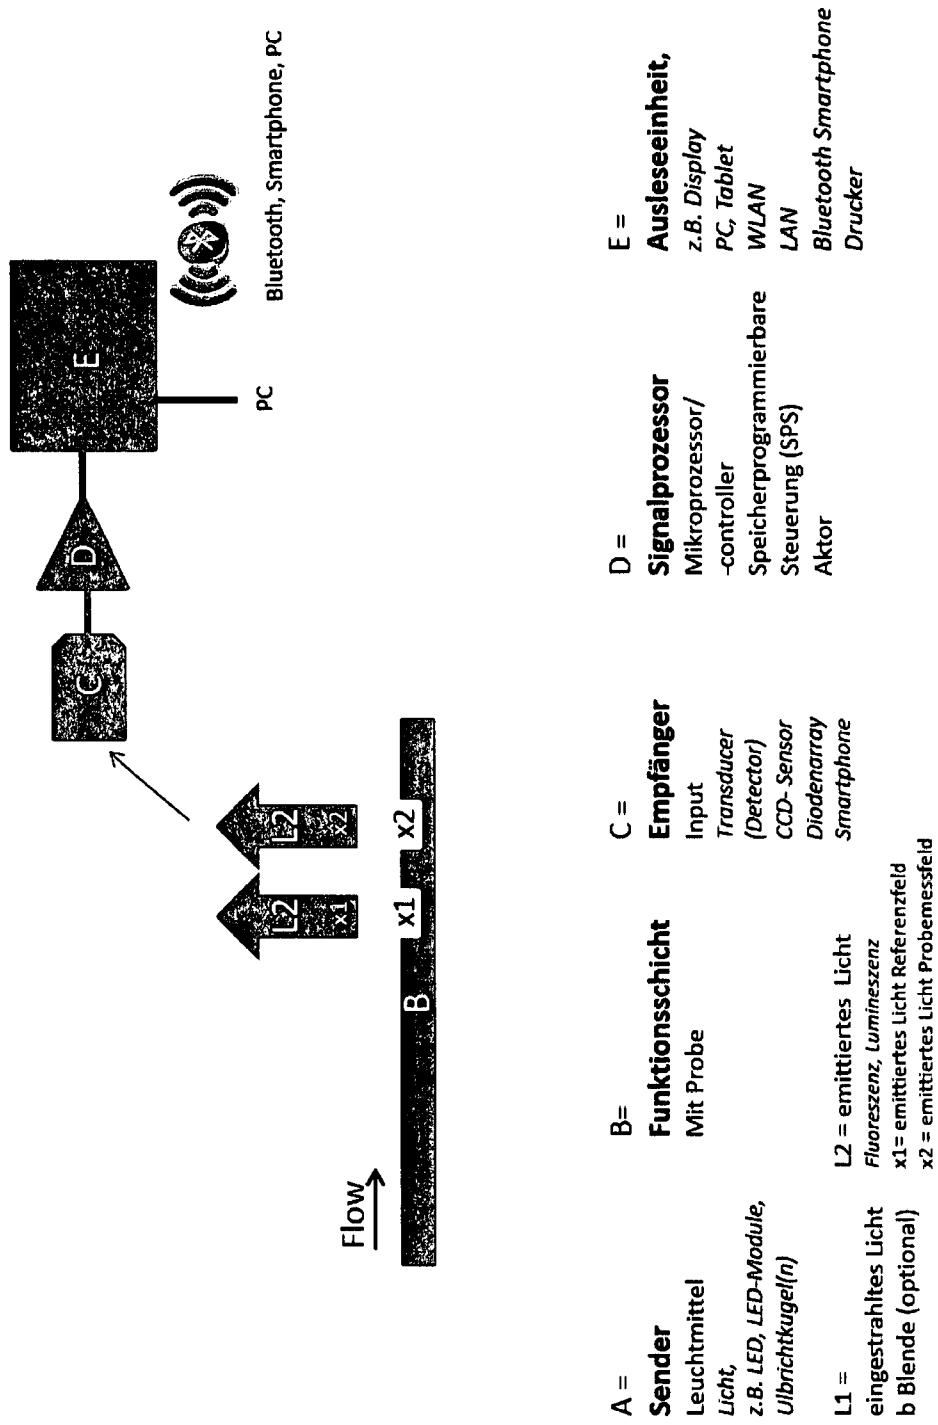 Flow
B
x1
x2
L2
x1
L2
x2
C
D
E
PC
Bluetooth, Smartphone, PC
A =
Sender
Leuchtmittel
Licht,
z.B. LED, LED-Module,
Ulbrichtkugel(n)
L1 =
eingestrahltes Licht
b Blende (optional)
B=
Funktionsschicht
Mit Probe
L2 = emittiertes Licht
Fluoreszenz, Lumineszenz
x1= emittiertes Licht Referenzfeld
x2 = emittiertes Licht Probemessfeld
C =
Empfänger
Input
Transducer
(Detector)
CCD- Sensor
Diodenarray
Smartphone
D =
Signalprozessor
Mikroprozessor/
-controller
Speicherprogrammierbare
Steuerung (SPS)
Aktor
E =
Ausleseeinheit,
z.B. Display
PC, Tablet
WLAN
LAN
Bluetooth Smartphone
Drucker